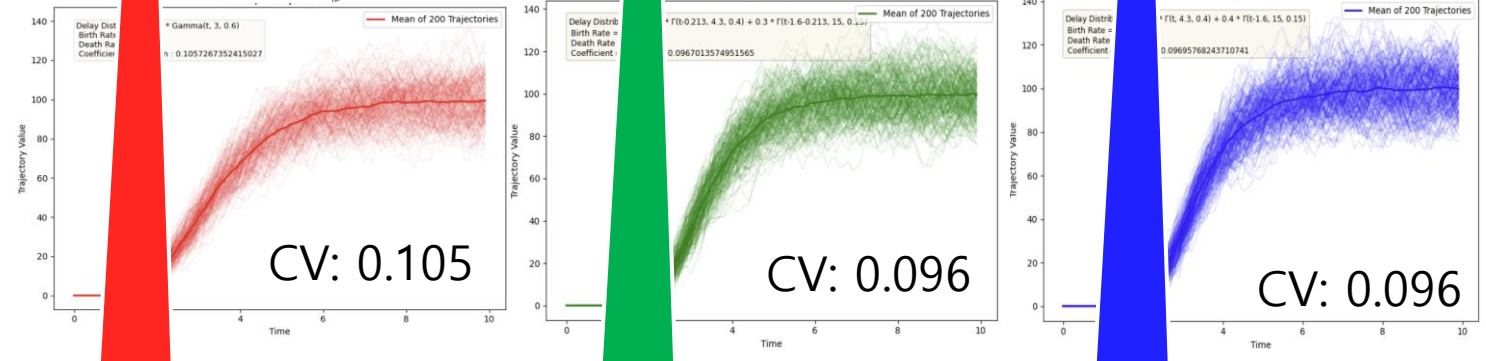 Mean of 200 Trajectories
* Gamma(t, 3, 0.6)
Birth Rate
: 0.1057267352415027
140
120
100
80
60
40
20
0
Trajectory Value
CV: 0.105
0
4
6
8
10
Time
Mean of 200 Trajectories
Delay Distrib
* Γ(t-0.213, 4.3, 0.4) + 0.3 * Γ(t-1.6-0.213, 15, 0.15)
Birth Rate =
Death Rate
Coefficient
0.0967013574951565
140
120
100
80
60
40
20
0
Trajectory Value
CV: 0.096
0
4
6
8
10
Time
Mean of 200 Trajectories
Delay Distrib
* Γ(t, 4.3, 0.4) + 0.4 * Γ(t-1.6, 15, 0.15)
Birth Rate =
Death Rate
Coefficient
0.09695768243710741
140
120
100
80
60
40
20
0
Trajectory Value
CV: 0.096
0
4
6
8
10
Time